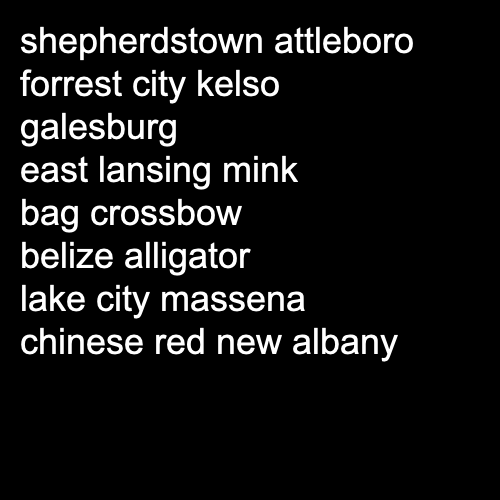 shepherdstown attleboro
forrest city kelso
galesburg
east lansing mink
bag crossbow
belize alligator
lake city massena
chinese red new albany